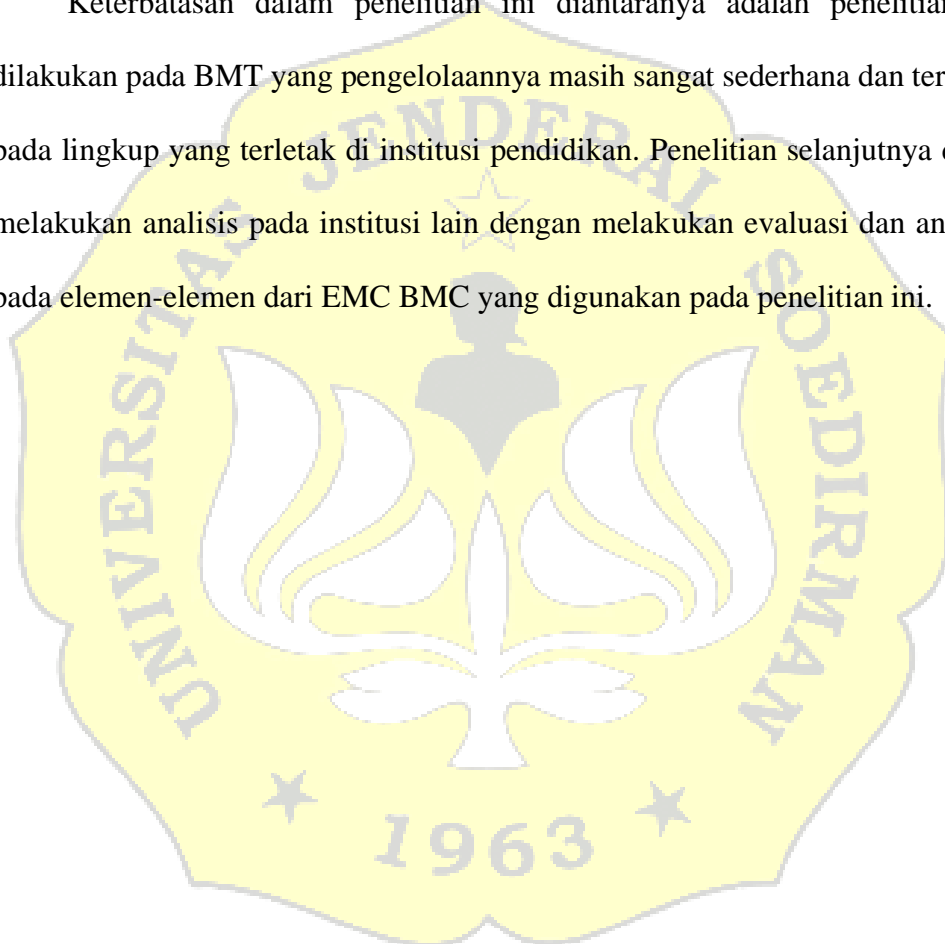 Keterbatasan dalam penelitian ini diantaranya adalah penelitian
dilakukan pada BMT yang pengelolaannya masih sangat sederhana dan ter
pada lingkup yang terletak di institusi pendidikan. Penelitian selanjutnya
melakukan analisis pada institusi lain dengan melakukan evaluasi dan an
pada elemen-elemen dari EMC BMC yang digunakan pada penelitian ini.
UNIVERSITAS JENDERAL SOEDIRMAN
1963